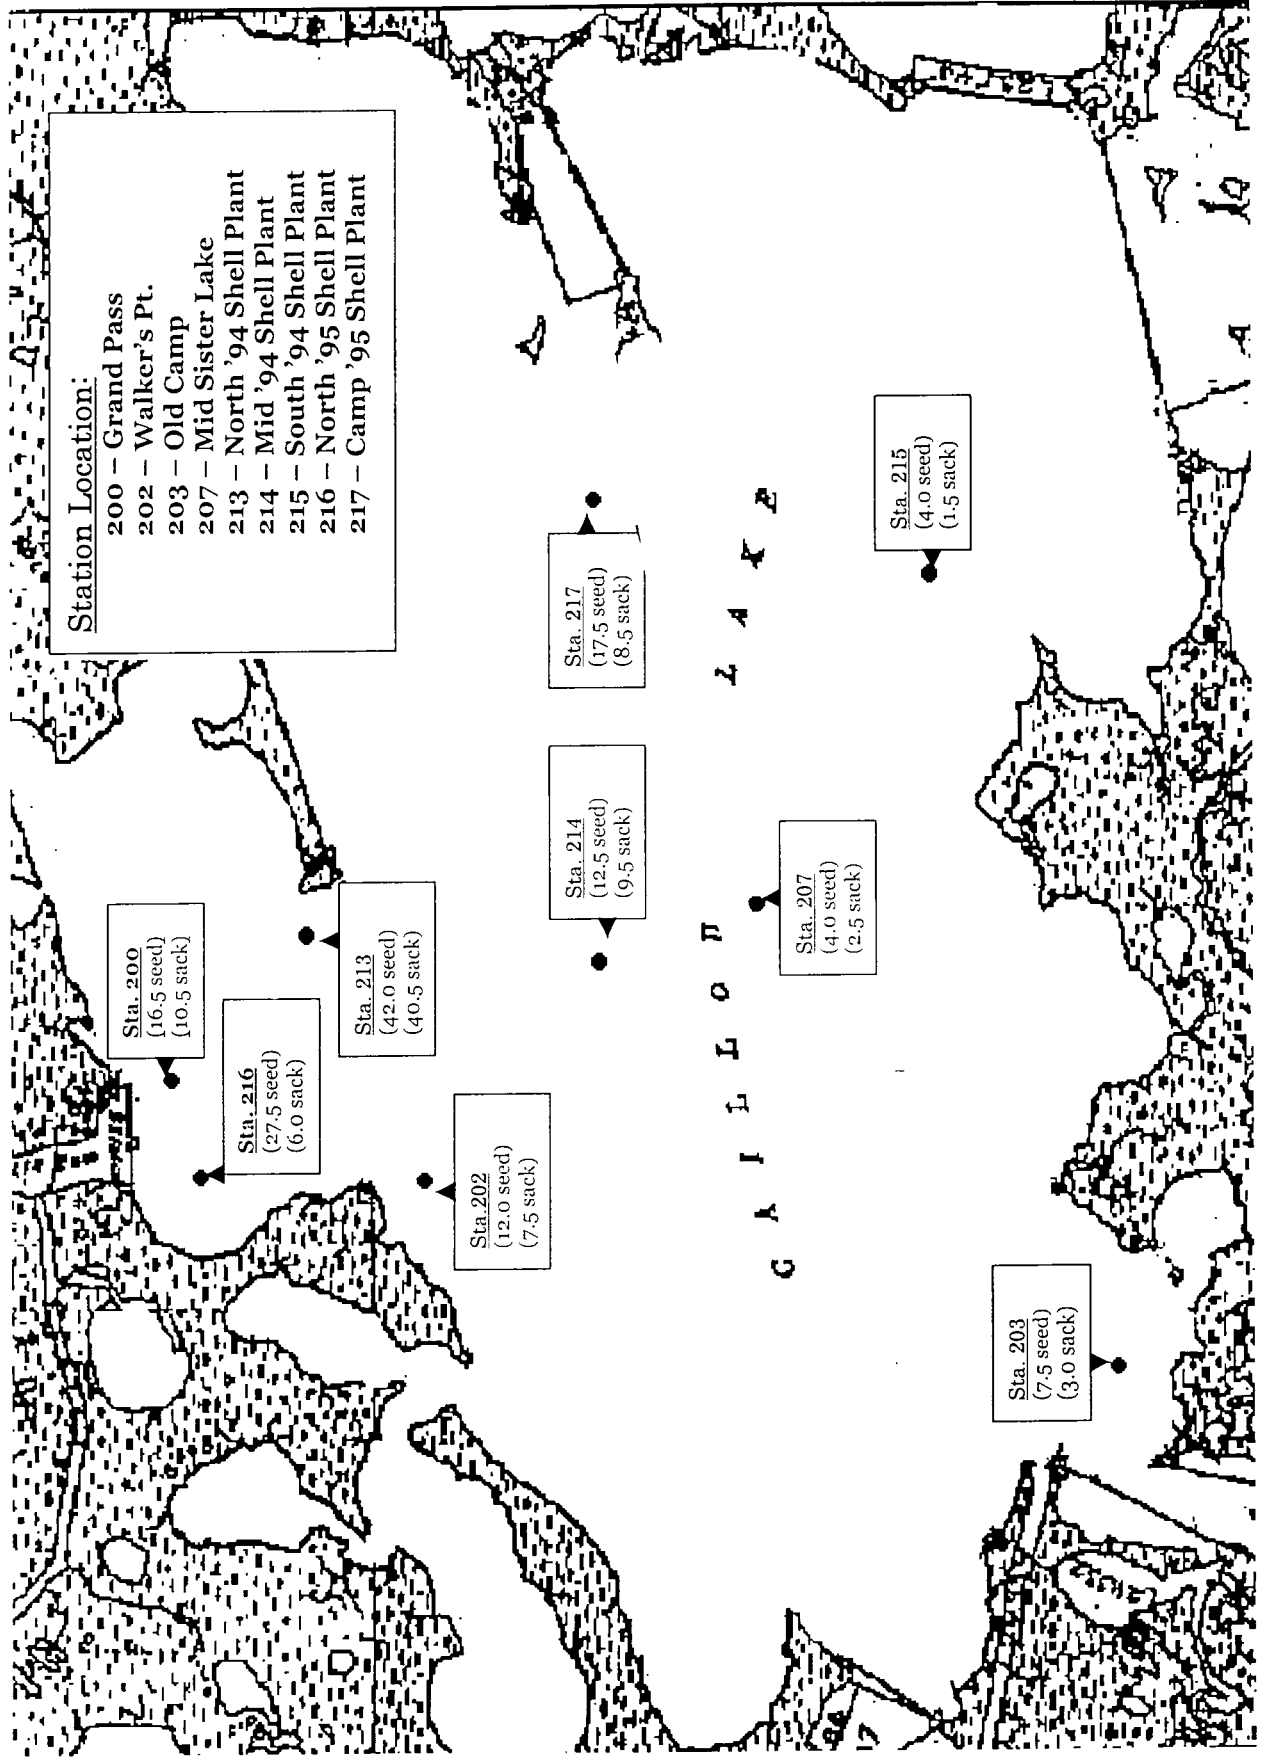 Station Location:
200 – Grand Pass
202 – Walker's Pt.
203 – Old Camp
207 – Mid Sister Lake
213 – North '94 Shell Plant
214 – Mid '94 Shell Plant
215 – South '94 Shell Plant
216 – North '95 Shell Plant
217 – Camp '95 Shell Plant
Sta. 200
(16.5 seed)
(10.5 sack)
Sta. 216
(27.5 seed)
(6.0 sack)
Sta. 213
(42.0 seed)
(40.5 sack)
Sta.202
(12.0 seed)
(7.5 sack)
Sta. 214
(12.5 seed)
(9.5 sack)
Sta. 217
(17.5 seed)
(8.5 sack)
GAILLOU LAKE
Sta. 207
(4.0 seed)
(2.5 sack)
Sta. 215
(4.0 seed)
(1.5 sack)
Sta. 203
(7.5 seed)
(3.0 sack)